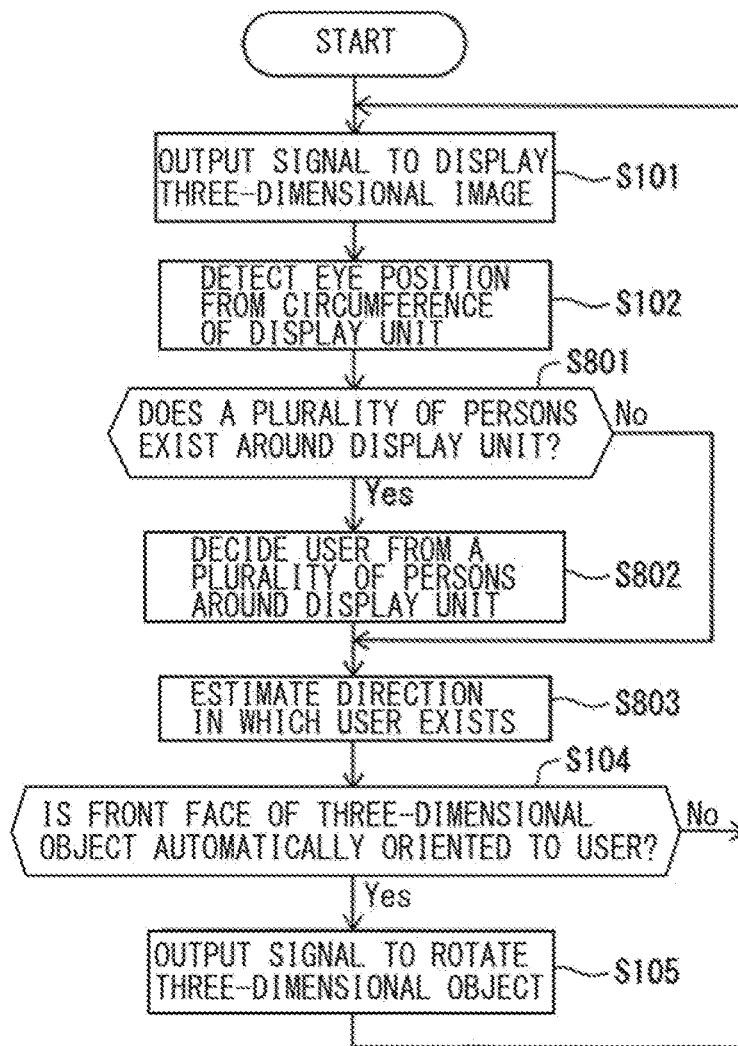 START
OUTPUT SIGNAL TO DISPLAY
THREE-DIMENSIONAL IMAGE
S101
DETECT EYE POSITION
FROM CIRCUMFERENCE
OF DISPLAY UNIT
S102
S801
DOES A PLURALITY OF PERSONS
EXIST AROUND DISPLAY UNIT?
No
Yes
DECIDE USER FROM A
PLURALITY OF PERSONS
AROUND DISPLAY UNIT
S802
ESTIMATE DIRECTION
IN WHICH USER EXISTS
S803
S104
IS FRONT FACE OF THREE-DIMENSIONAL
OBJECT AUTOMATICALLY ORIENTED TO USER?
No
Yes
OUTPUT SIGNAL TO ROTATE
THREE-DIMENSIONAL OBJECT
S105